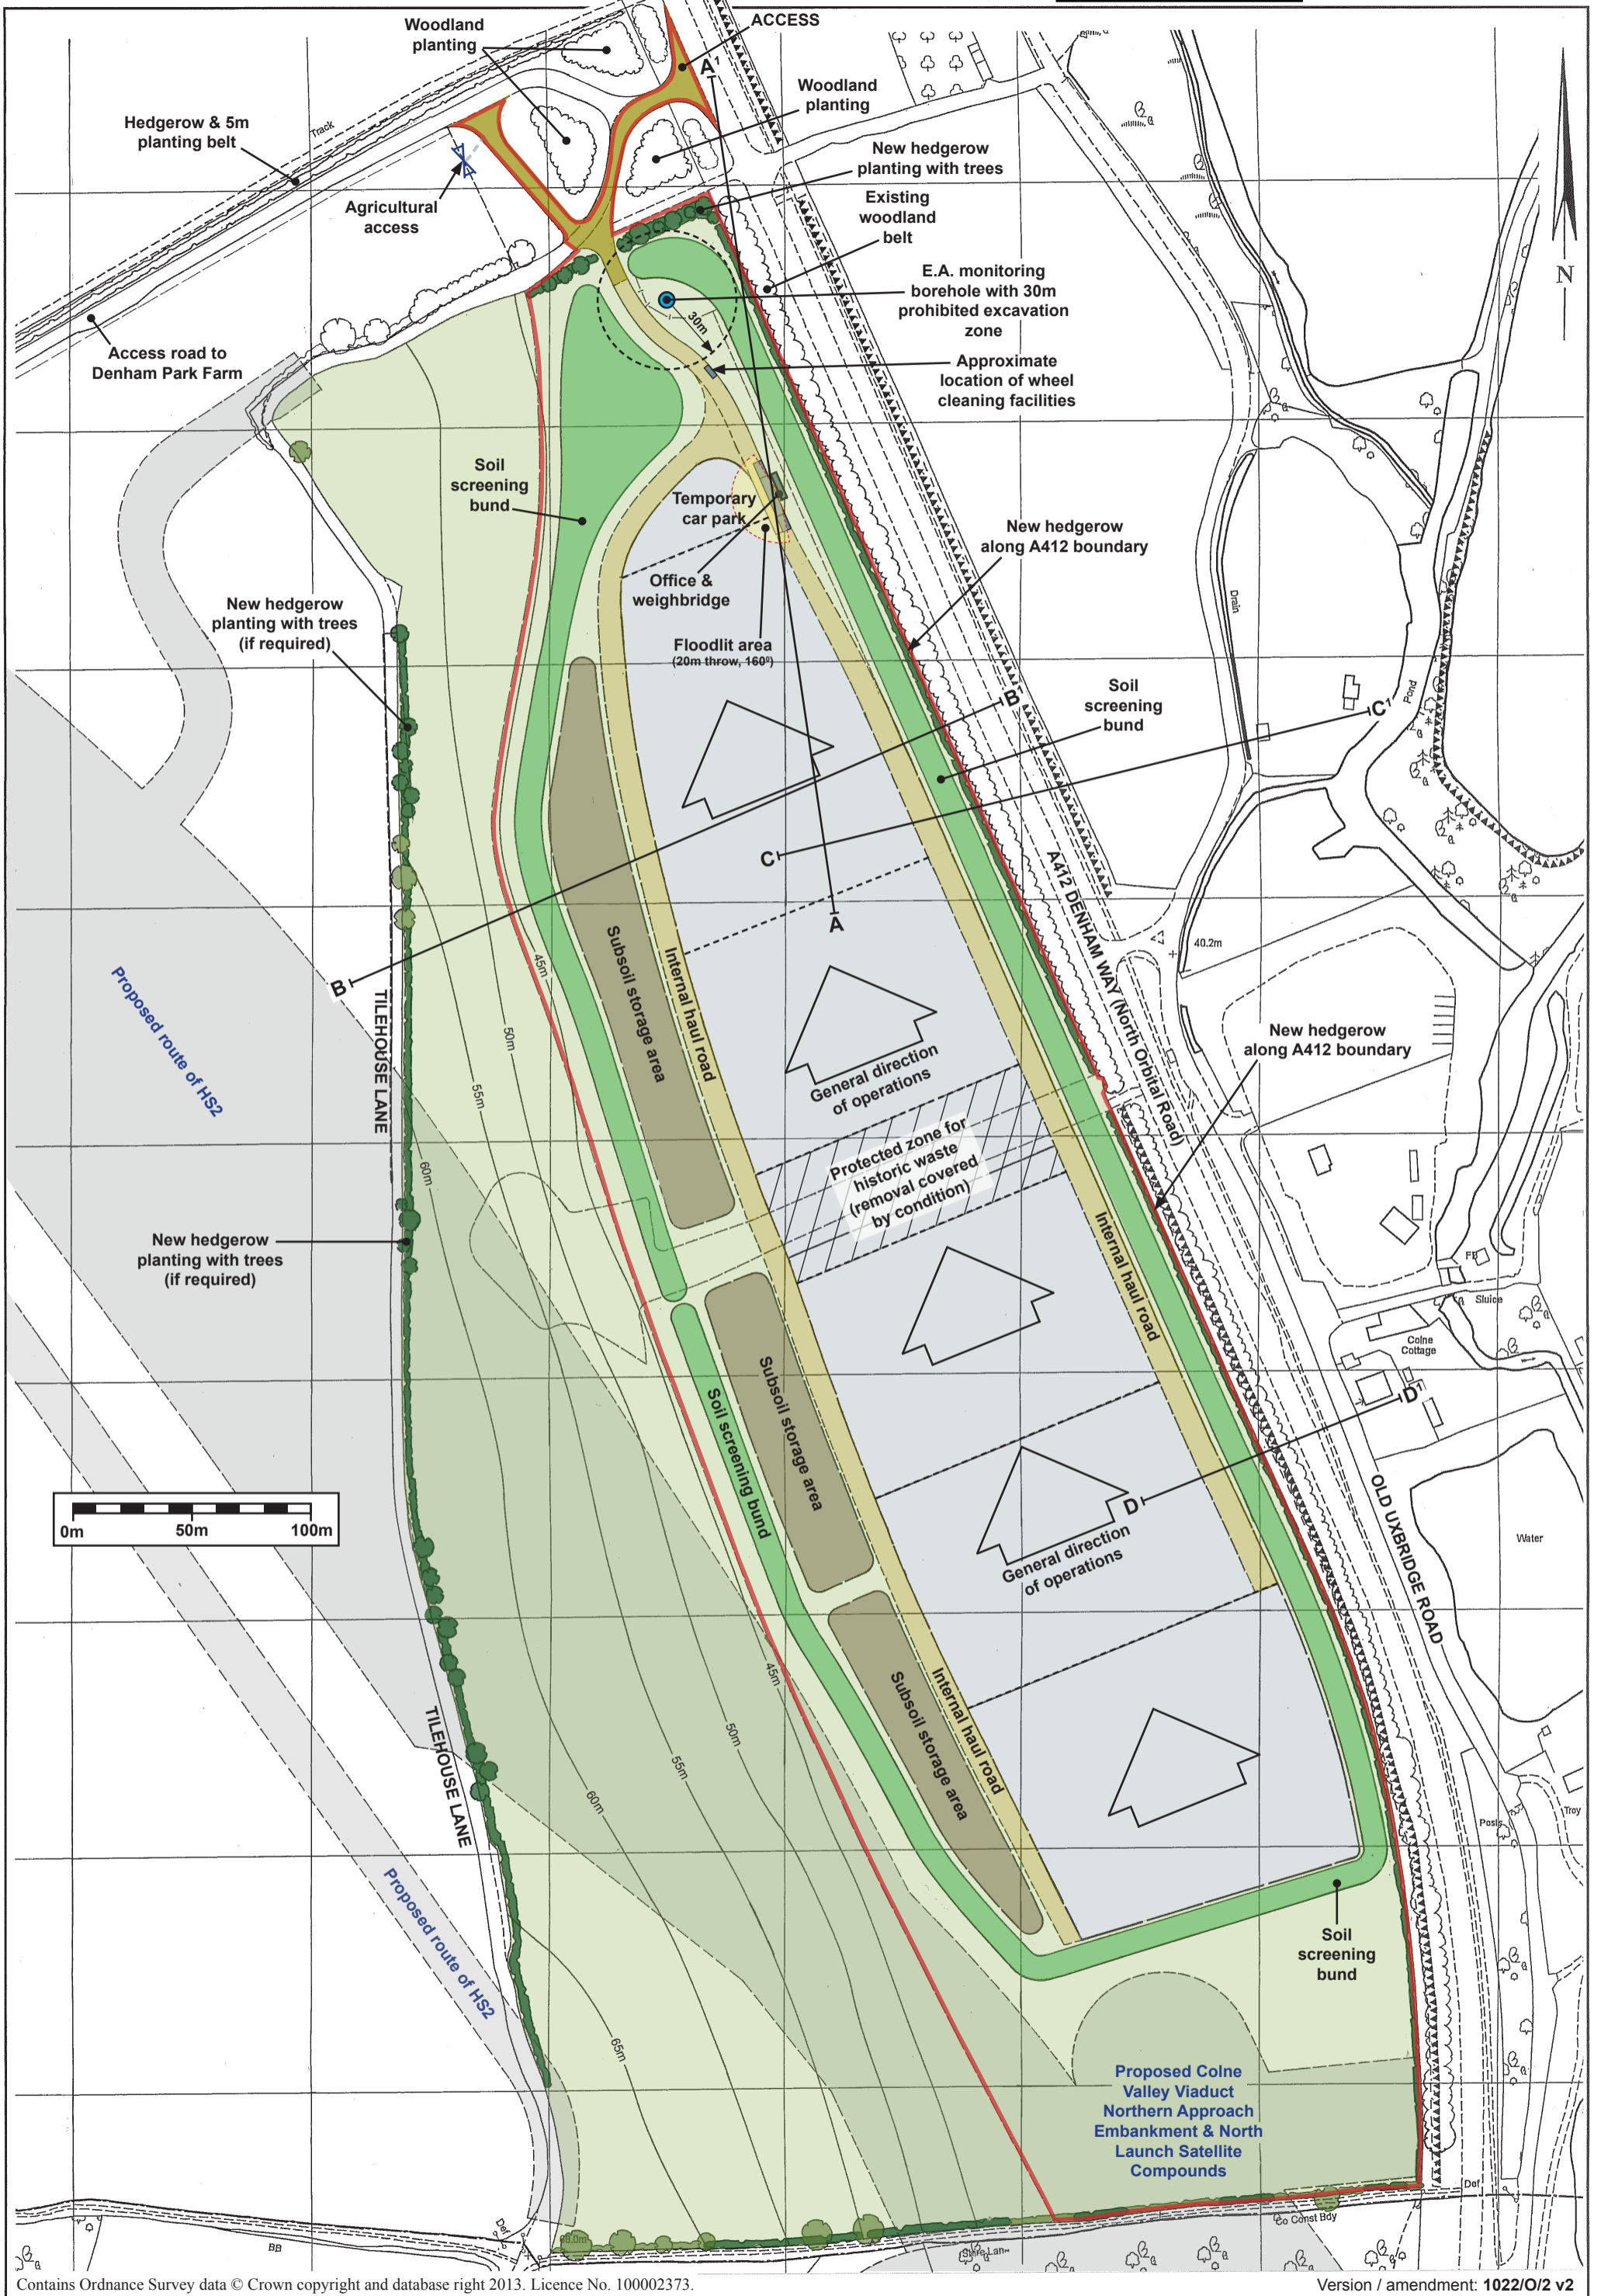 Woodland
planting
ACCESS
A¹
Woodland
planting
Hedgerow & 5m
planting belt
Track
New hedgerow
planting with trees
Existing
woodland
belt
Agricultural
access
E.A. monitoring
borehole with 30m
prohibited excavation
zone
N
30m
Access road to
Denham Park Farm
Approximate
location of wheel
cleaning facilities
Soil
screening
bund
Temporary
car park
New hedgerow
along A412 boundary
Office &
weighbridge
Drain
New hedgerow
planting with trees
(if required)
Floodlit area
(20m throw, 160º)
Soil
screening
bund
B'
C¹
Pond
C
A
A412 DENHAM WAY (North Orbital Road)
40.2m
B
45m
Subsoil storage area
Internal haul road
Proposed route of HS2
TILEHOUSE LANE
50m
55m
60m
General direction
of operations
New hedgerow
along A412 boundary
Protected zone for
historic waste
(removal covered
by condition)
Internal haul road
New hedgerow
planting with trees
(if required)
FB
Sluice
Colne
Cottage
D'
Subsoil storage area
Soil screening bund
D
General direction
of operations
OLD UXBRIDGE ROAD
Water
0m
50m
100m
45m
50m
55m
60m
Subsoil storage area
Internal haul road
TILEHOUSE LANE
Posts
Troy
Proposed route of HS2
Soil
screening
bund
65m
Proposed Colne
Valley Viaduct
Northern Approach
Embankment & North
Launch Satellite
Compounds
Def
Def
BB
Co Const Bdy
Contains Ordnance Survey data © Crown copyright and database right 2013. Licence No. 100002373.
Version / amendment: 1022/O/2 v2